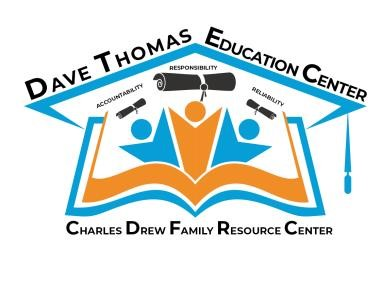 DAVE THOMAS EDUCATION CENTER
RESPONSIBILITY
ACCOUNTABILITY
RELIABILITY
CHARLES DREW FAMILY RESOURCE CENTER